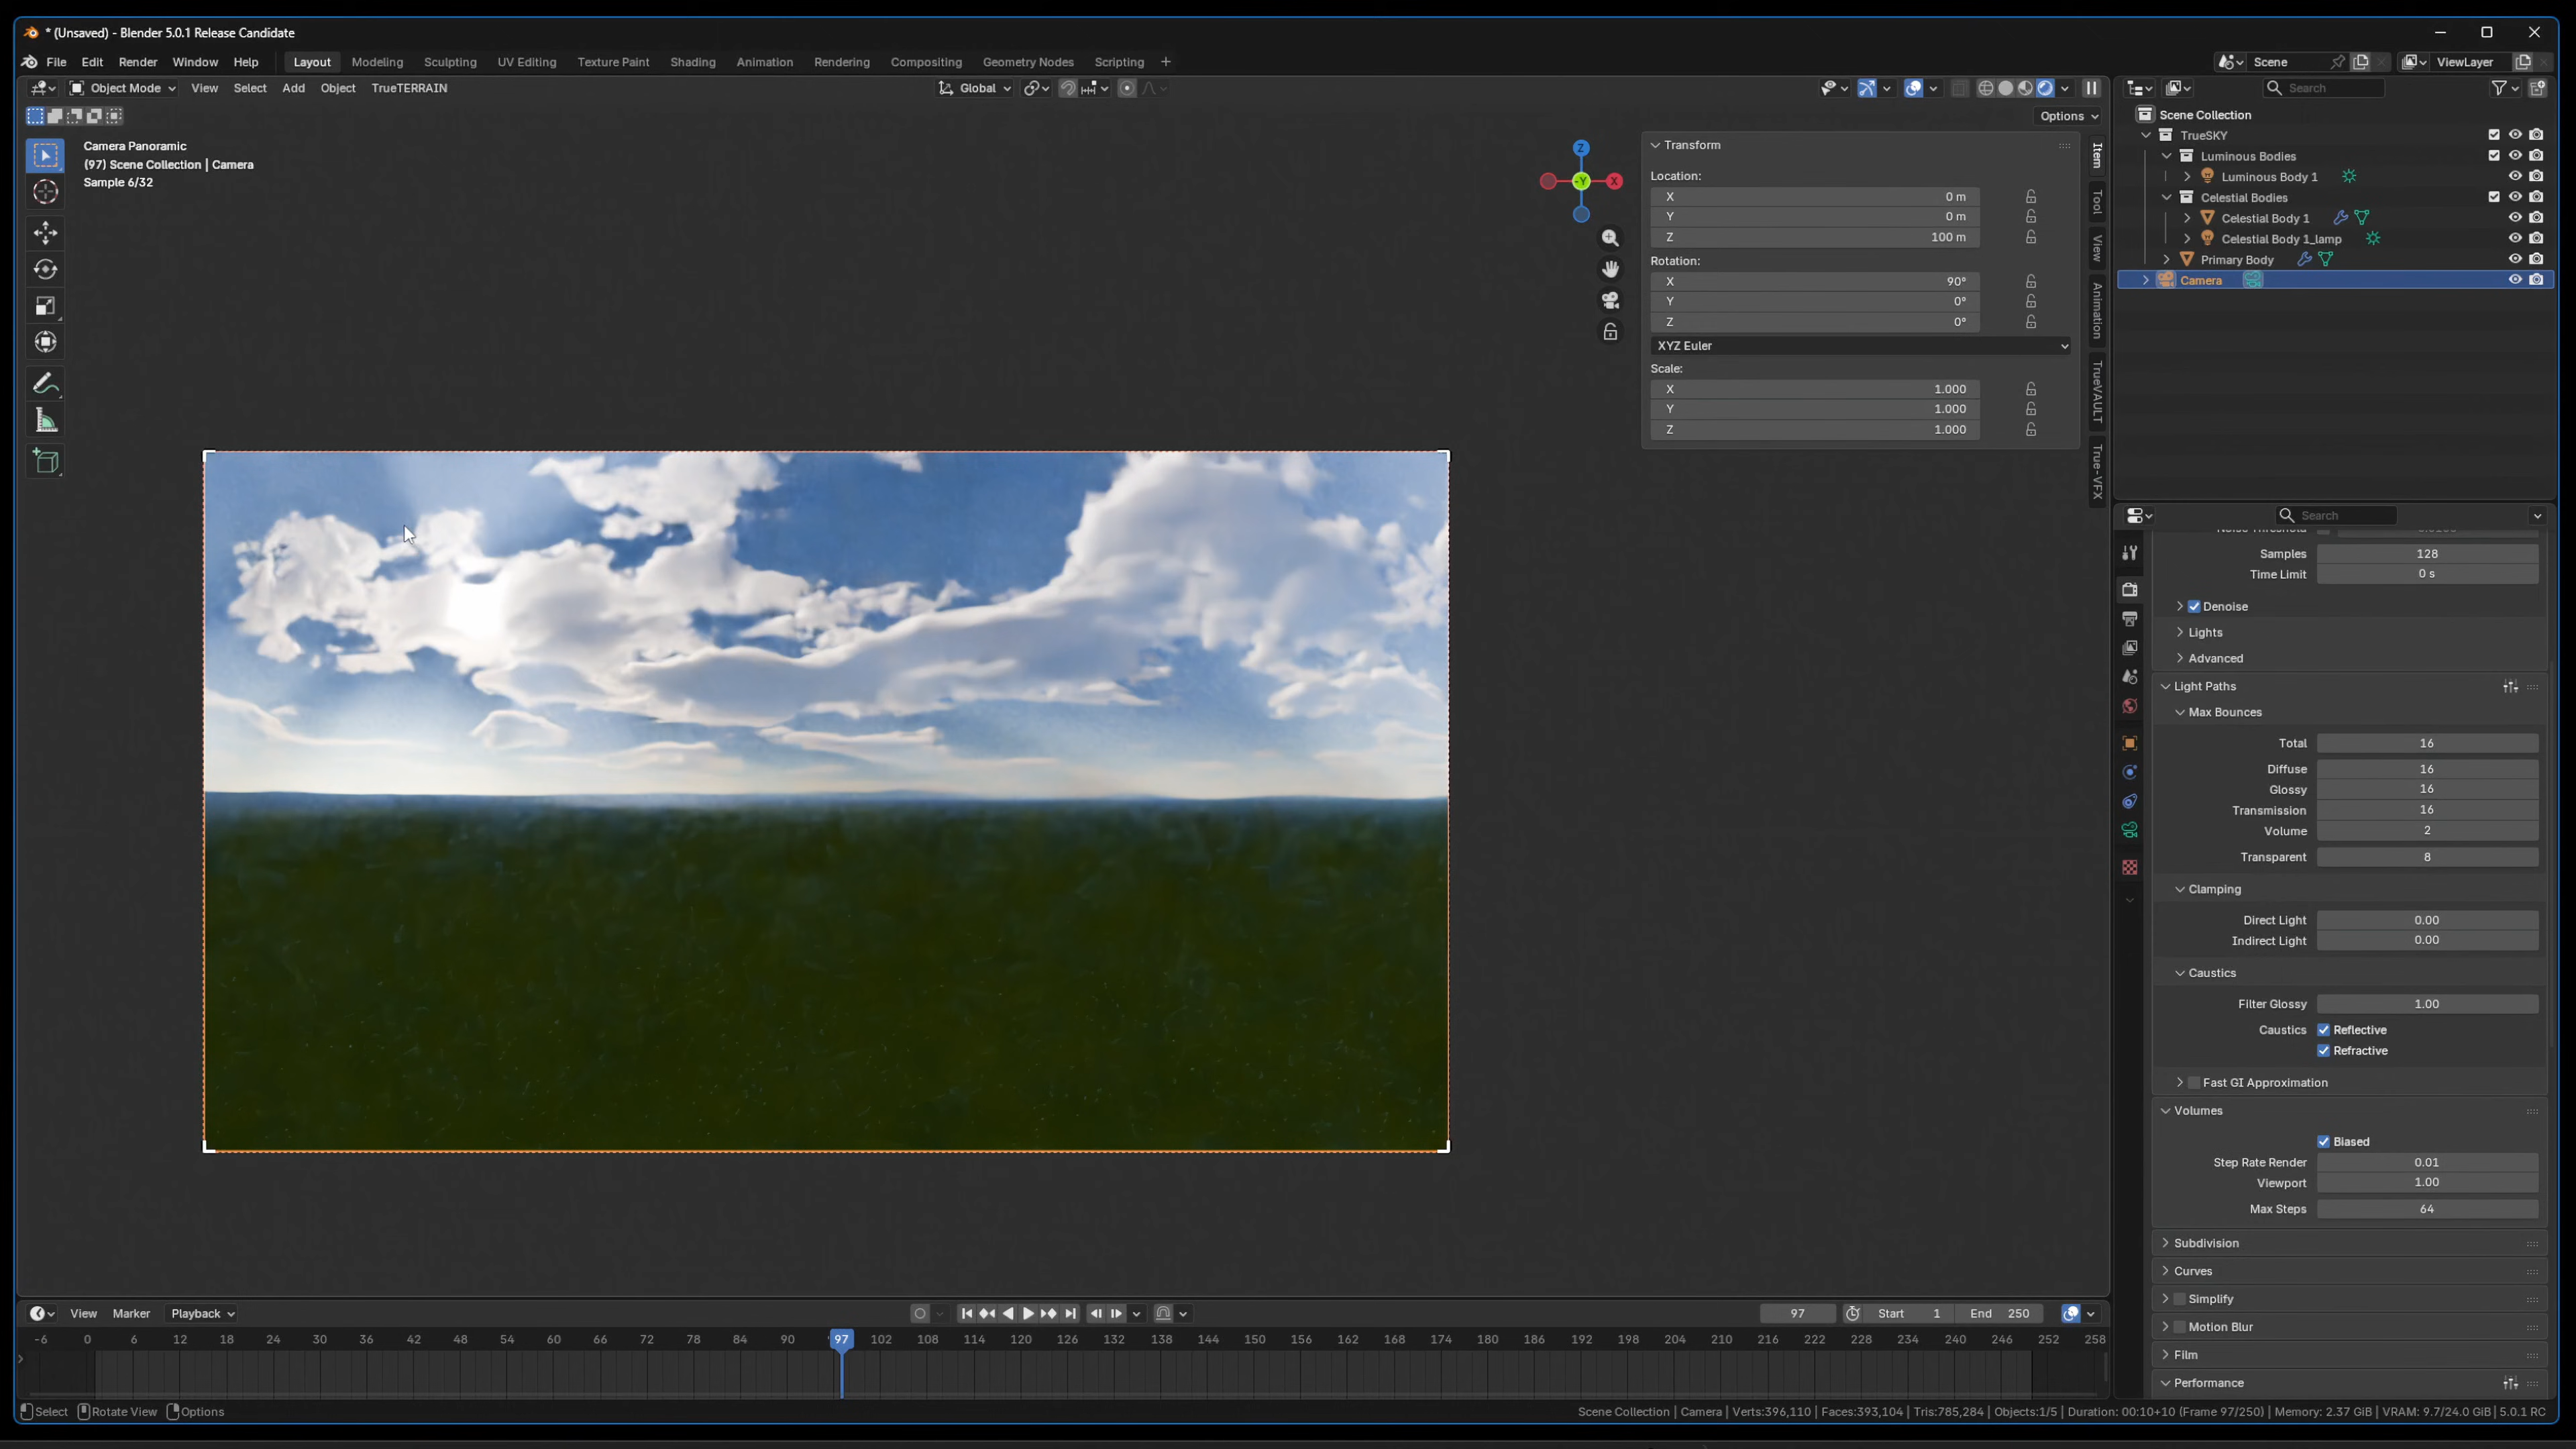 * (Unsaved) - Blender 5.0.1 Release Candidate
File Edit Render Window Help
Layout Modeling Sculpting UV Editing Texture Paint Shading Animation Rendering Compositing Geometry Nodes Scripting +
Scene
ViewLayer
Object Mode View Select Add Object TrueTERRAIN
Global
Search
Options
Camera Panoramic
(97) Scene Collection | Camera
Sample 6/32
Z
-Y
X
Transform
Location:
X 0 m
Y 0 m
Z 100 m
Rotation:
X 90°
Y 0°
Z 0°
XYZ Euler
Scale:
X 1.000
Y 1.000
Z 1.000
Item
Tool
View
Animation
TrueVAULT
True-VFX
Scene Collection
TrueSKY
Luminous Bodies
Luminous Body 1
Celestial Bodies
Celestial Body 1
Celestial Body 1_lamp
Primary Body
Camera
Search
Samples 128
Time Limit 0 s
Denoise
Lights
Advanced
Light Paths
Max Bounces
Total 16
Diffuse 16
Glossy 16
Transmission 16
Volume 2
Transparent 8
Clamping
Direct Light 0.00
Indirect Light 0.00
Caustics
Filter Glossy 1.00
Caustics Reflective
Refractive
Fast GI Approximation
Volumes
Biased
Step Rate Render 0.01
Viewport 1.00
Max Steps 64
Subdivision
Curves
Simplify
Motion Blur
Film
Performance
View Marker Playback
97 Start 1 End 250
-6 0 6 12 18 24 30 36 42 48 54 60 66 72 78 84 90 97 102 108 114 120 126 132 138 144 150 156 162 168 174 180 186 192 198 204 210 216 222 228 234 240 246 252 258
Select Rotate View Options
Scene Collection | Camera | Verts:396,110 | Faces:393,104 | Tris:785,284 | Objects:1/5 | Duration: 00:10+10 (Frame 97/250) | Memory: 2.37 GiB | VRAM: 9.7/24.0 GiB | 5.0.1 RC